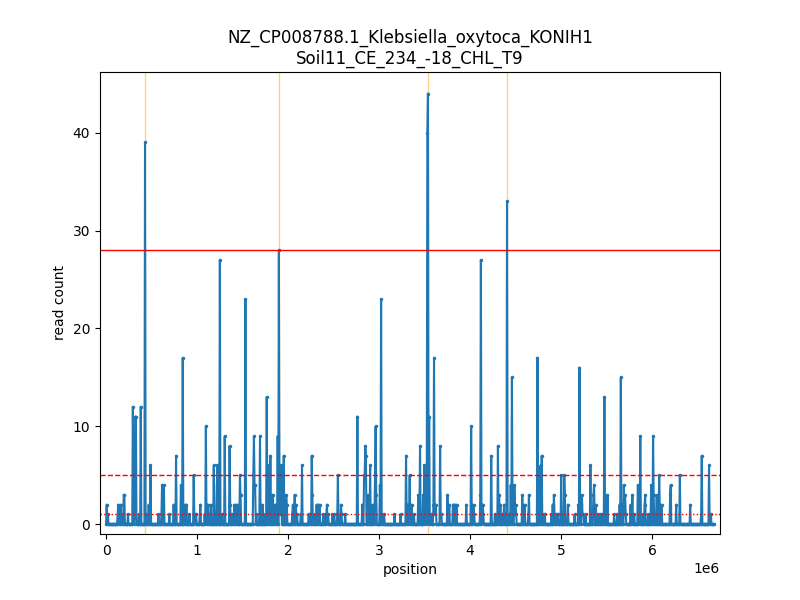 NZ_CP008788.1_Klebsiella_oxytoca_KONIH1
Soil11_CE_234_-18_CHL_T9
read count
40
30
20
10
0
0 1 2 3 4 5 6
1e6
position